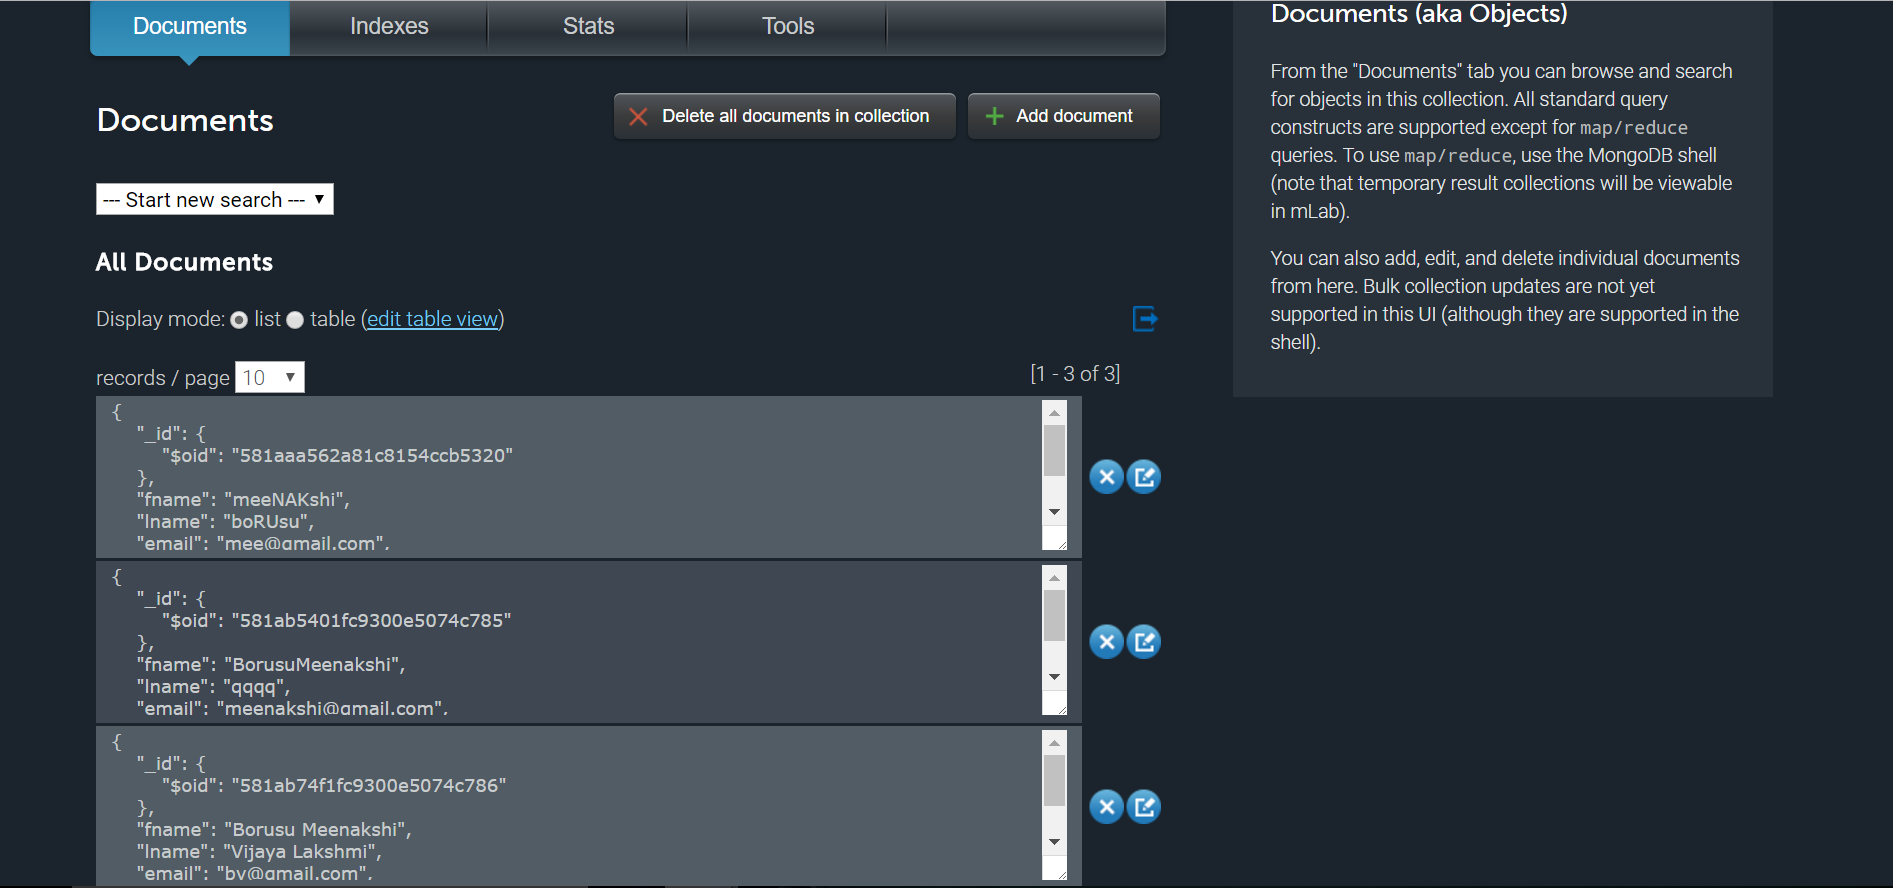 Documents
Indexes
Stats
Tools
Documents
Delete all documents in collection
Add document
--- Start new search ---
All Documents
Display mode: list table (edit table view)
records / page 10
[1 - 3 of 3]
{
"_id": {
"$oid": "581aaa562a81c8154ccb5320"
},
"fname": "meeNAKshi",
"lname": "boRUsu",
"email": "mee@gmail.com",
{
"_id": {
"$oid": "581ab5401fc9300e5074c785"
},
"fname": "BorusuMeenakshi",
"lname": "qqqq",
"email": "meenakshi@gmail.com",
{
"_id": {
"$oid": "581ab74f1fc9300e5074c786"
},
"fname": "Borusu Meenakshi",
"lname": "Vijaya Lakshmi",
"email": "bv@gmail.com",
Documents (aka Objects)
From the "Documents" tab you can browse and search
for objects in this collection. All standard query
constructs are supported except for map/reduce
queries. To use map/reduce, use the MongoDB shell
(note that temporary result collections will be viewable
in mLab).
You can also add, edit, and delete individual documents
from here. Bulk collection updates are not yet
supported in this UI (although they are supported in the
shell).